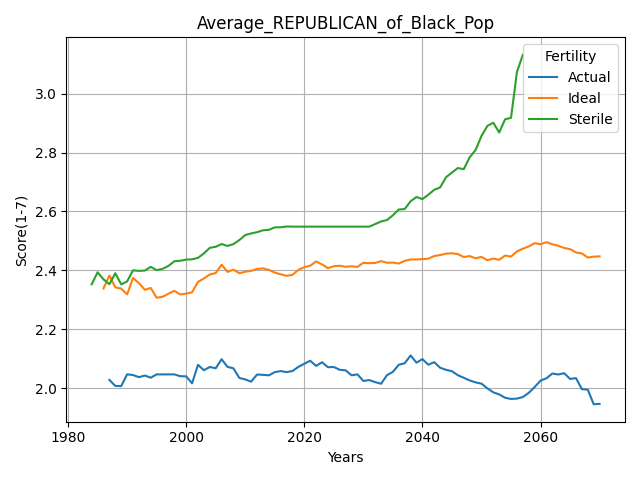 Average_REPUBLICAN_of_Black_Pop
Fertility
Actual
Ideal
Sterile
Score(1-7)
3.0
2.8
2.6
2.4
2.2
2.0
1980
2000
2020
2040
2060
Years